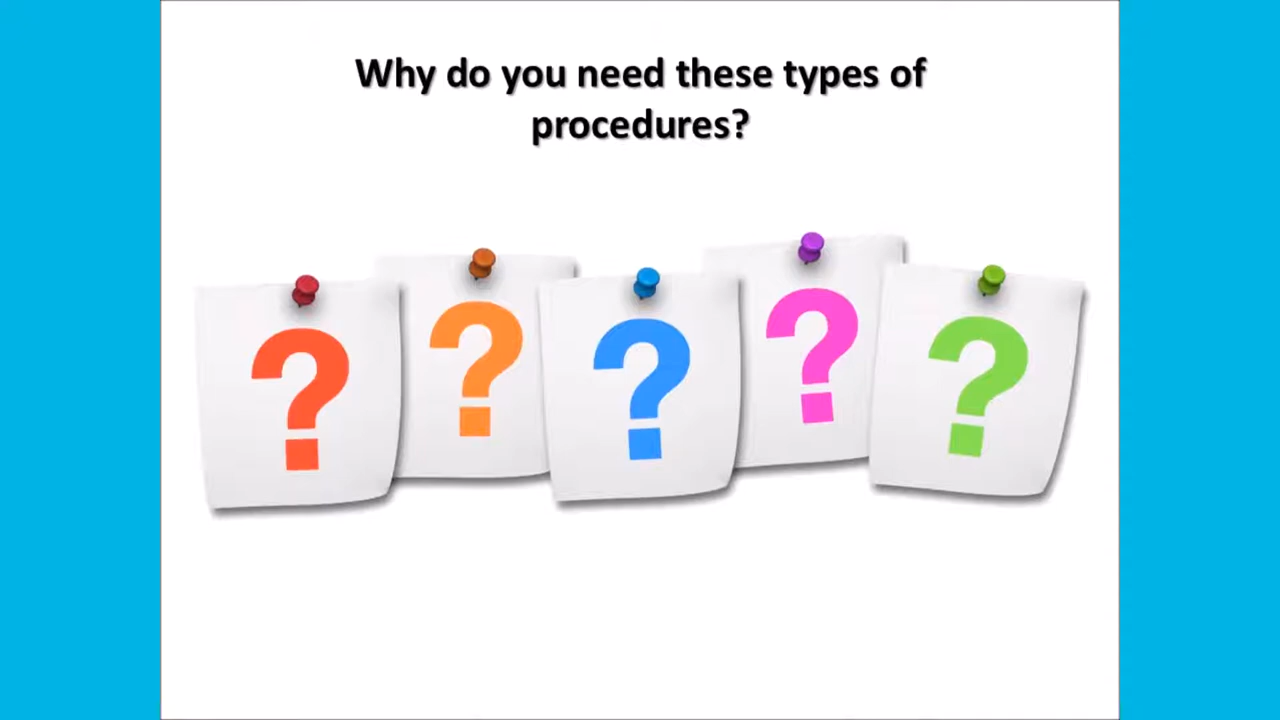 Why do you need these types of
procedures?
? ? ? ? ?